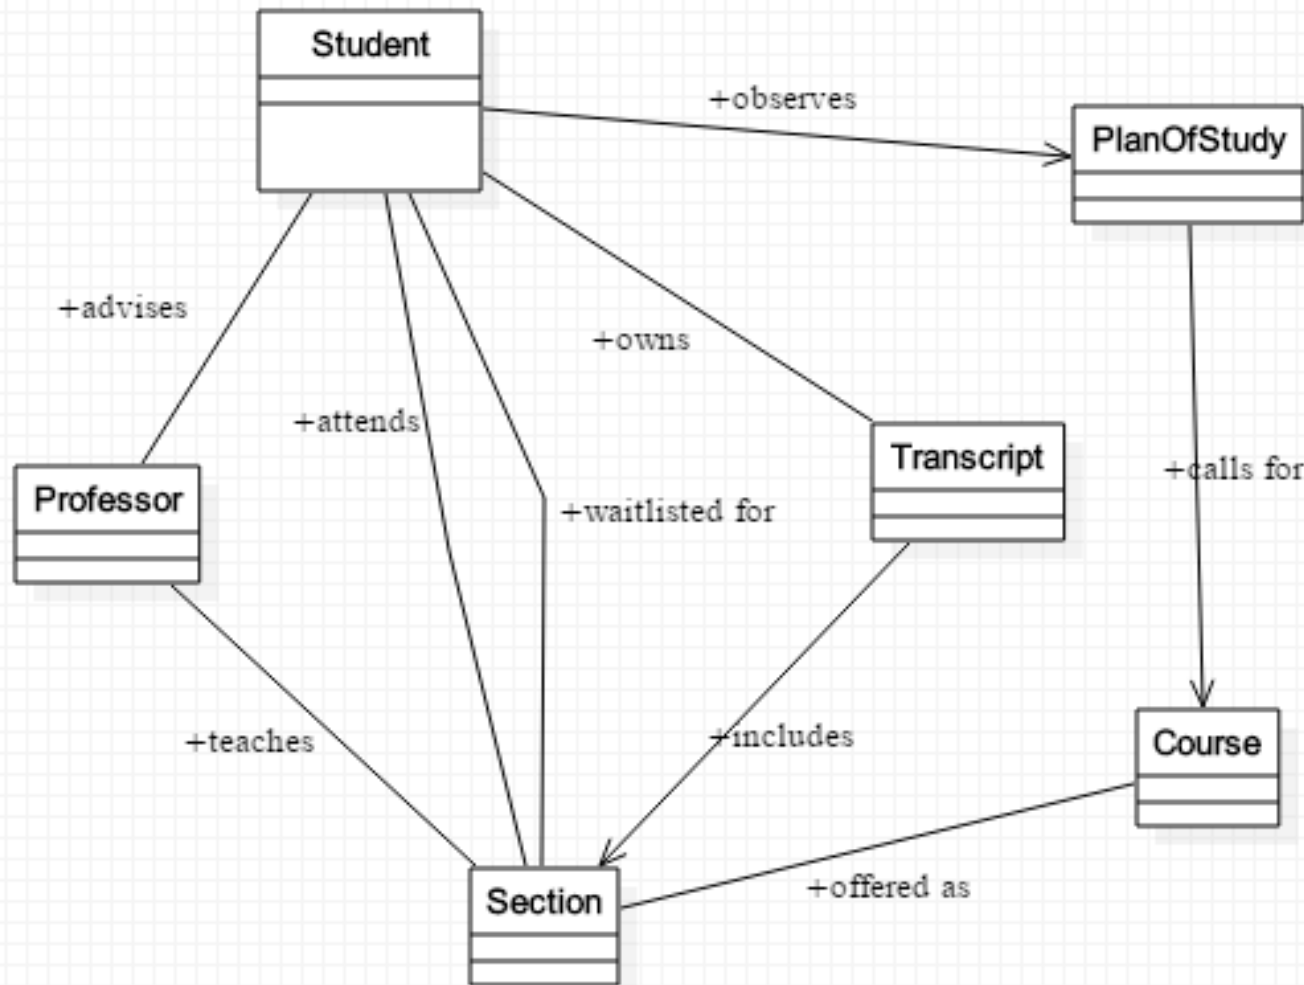 Student
+observes
PlanOfStudy
+advises
+owns
+attends
Transcript
+calls for
Professor
+waitlisted for
+teaches
+includes
Course
+offered as
Section